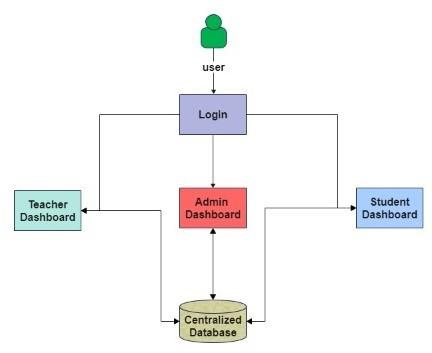 user
Login
Teacher
Dashboard
Admin
Dashboard
Student
Dashboard
Centralized
Database